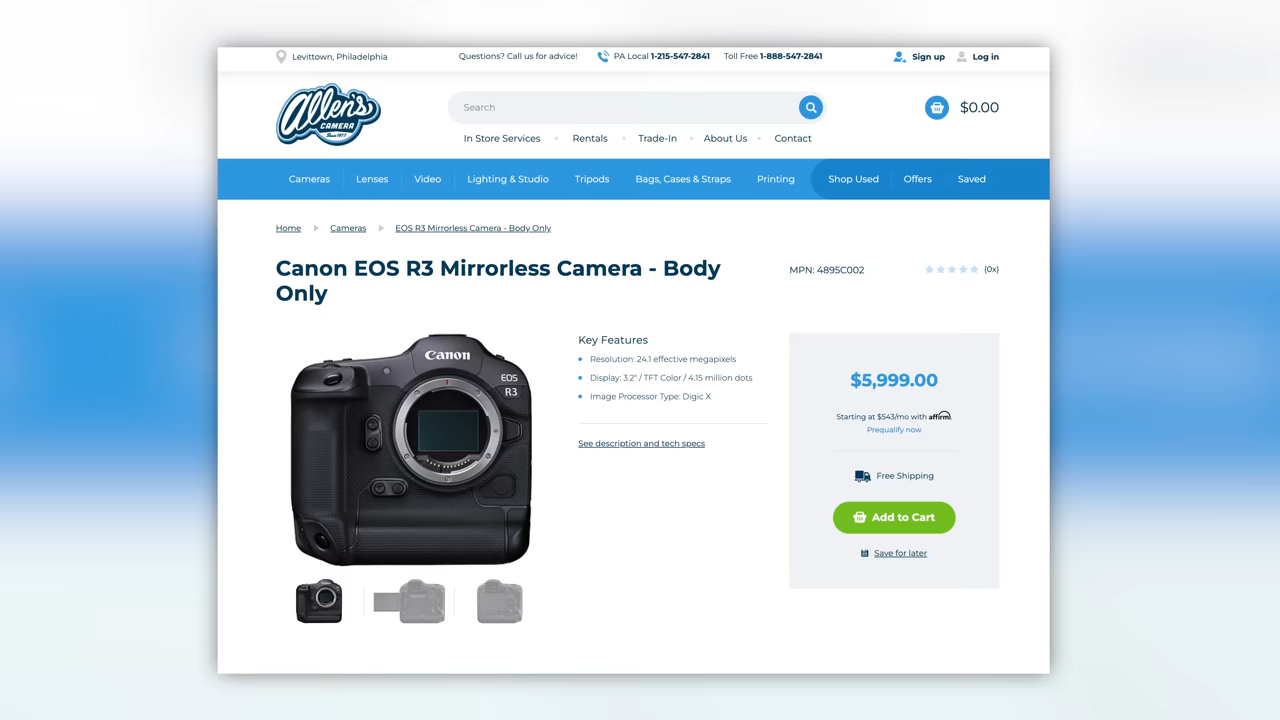 Levittown, Philadelphia
Questions? Call us for advice!
PA Local 1-215-547-2841
Toll Free 1-888-547-2841
Sign up
Log in
Allen's
CAMERA
Since 1977
Search
$0.00
In Store Services
Rentals
Trade-In
About Us
Contact
Cameras
Lenses
Video
Lighting & Studio
Tripods
Bags, Cases & Straps
Printing
Shop Used
Offers
Saved
Home
Cameras
EOS R3 Mirrorless Camera - Body Only
Canon EOS R3 Mirrorless Camera - Body
Only
MPN: 4895C002
(0x)
Canon
EOS
R3
Key Features
Resolution: 24.1 effective megapixels
Display: 3.2" / TFT Color / 4.15 million dots
Image Processor Type: Digic X
See description and tech specs
$5,999.00
Starting at $543/mo with affirm.
Prequalify now
Free Shipping
Add to Cart
Save for later